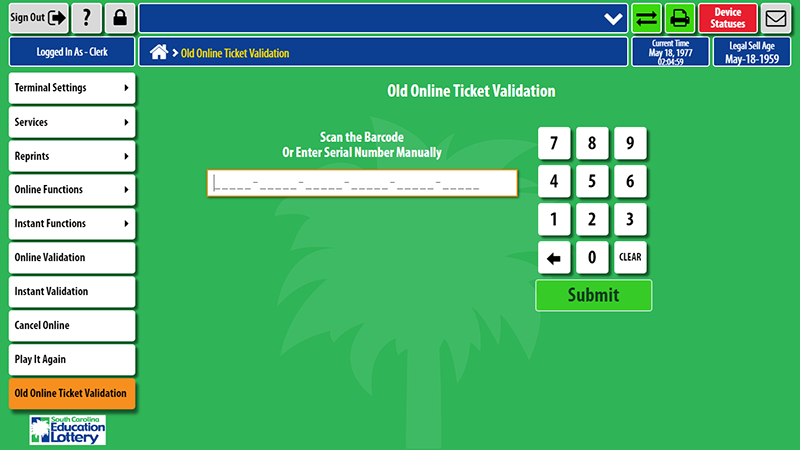 Sign Out
?
Device
Statuses
Logged In As - Clerk
> Old Online Ticket Validation
Current Time
May 18, 1977
02:04:59
Legal Sell Age
May-18-1959
Terminal Settings
Services
Reprints
Online Functions
Instant Functions
Online Validation
Instant Validation
Cancel Online
Play It Again
Old Online Ticket Validation
South Carolina
Education
Lottery
Old Online Ticket Validation
Scan the Barcode
Or Enter Serial Number Manually
_____-_____-_____-_____-_____-_____
7 8 9
4 5 6
1 2 3
0 CLEAR
Submit